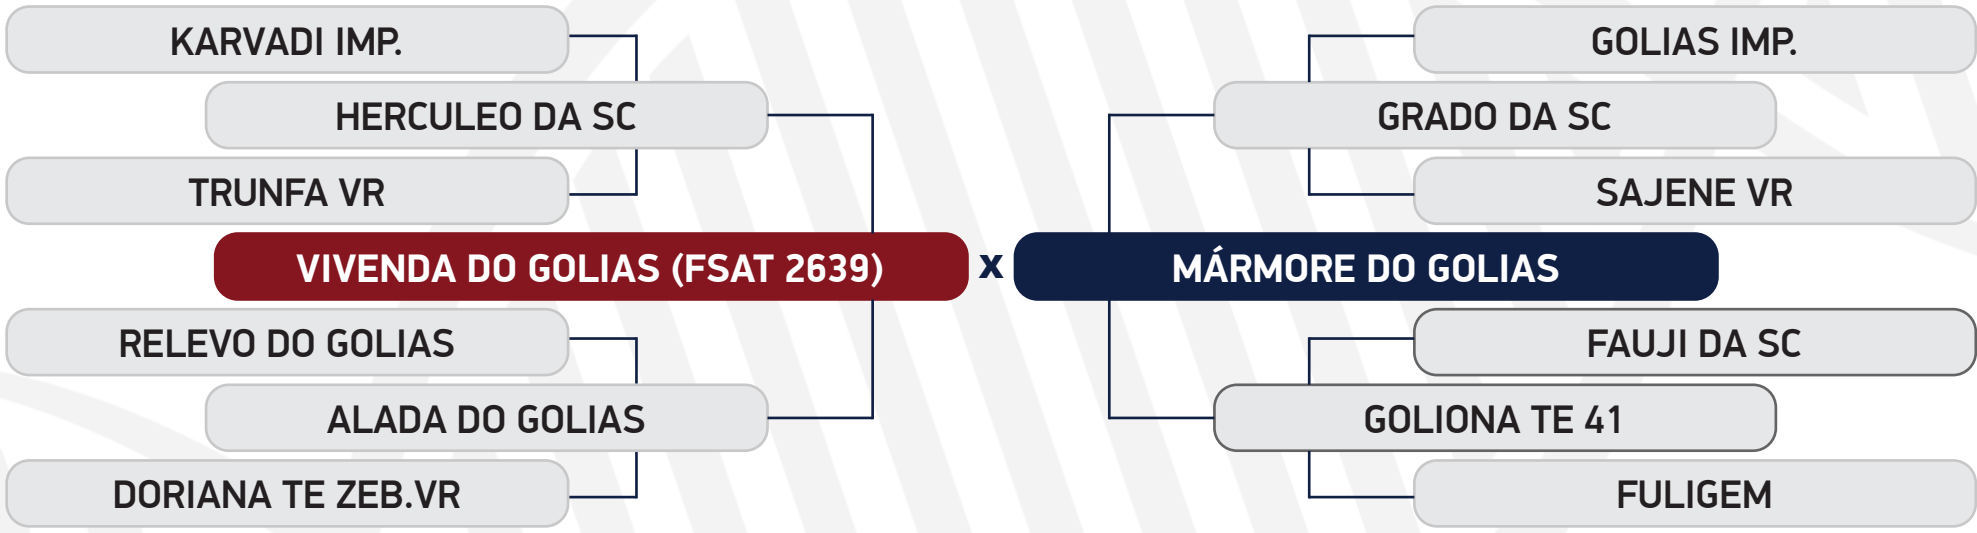 KARVADI IMP.
HERCULEO DA SC
TRUNFA VR
VIVENDA DO GOLIAS (FSAT 2639)
RELEVO DO GOLIAS
ALADA DO GOLIAS
DORIANA TE ZEB.VR
x
GOLIAS IMP.
GRADO DA SC
SAJENE VR
MÁRMORE DO GOLIAS
FAUJI DA SC
GOLIONA TE 41
FULIGEM